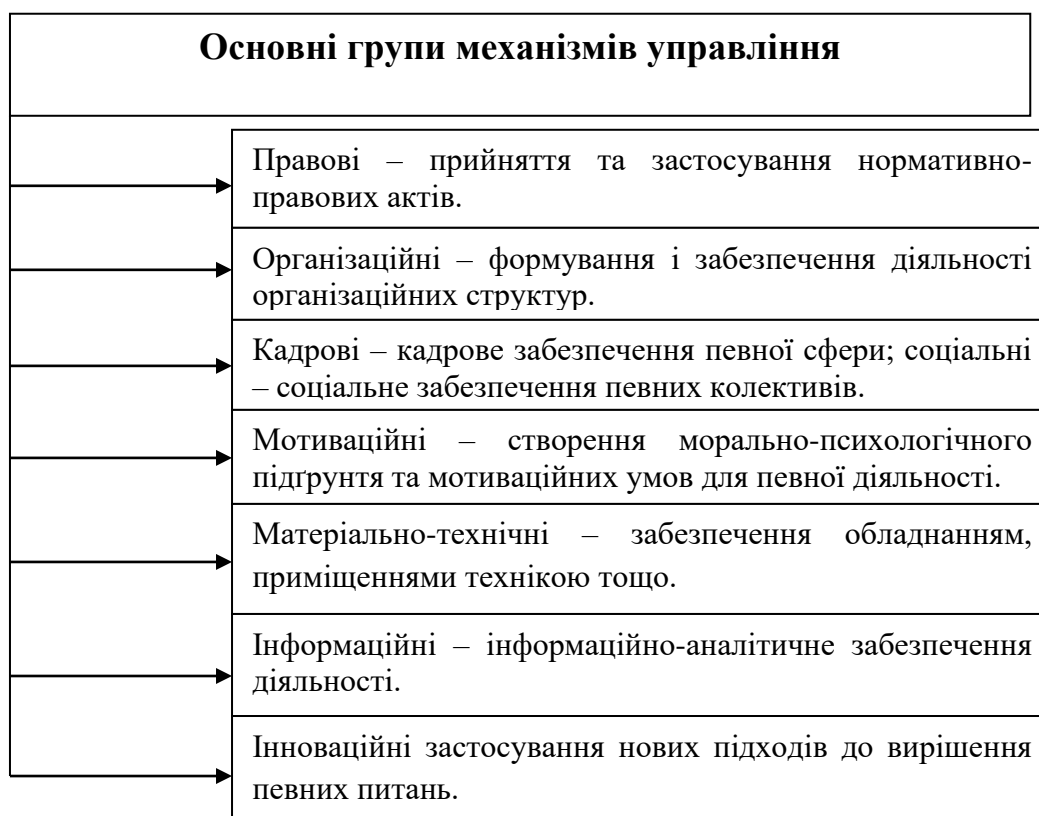 Основні групи механізмів управління
Правові – прийняття та застосування нормативно-
правових актів.
Організаційні – формування і забезпечення діяльності
організаційних структур.
Кадрові – кадрове забезпечення певної сфери; соціальні
– соціальне забезпечення певних колективів.
Мотиваційні – створення морально-психологічного
підґрунтя та мотиваційних умов для певної діяльності.
Матеріально-технічні – забезпечення обладнанням,
приміщеннями технікою тощо.
Інформаційні – інформаційно-аналітичне забезпечення
діяльності.
Інноваційні застосування нових підходів до вирішення
певних питань.